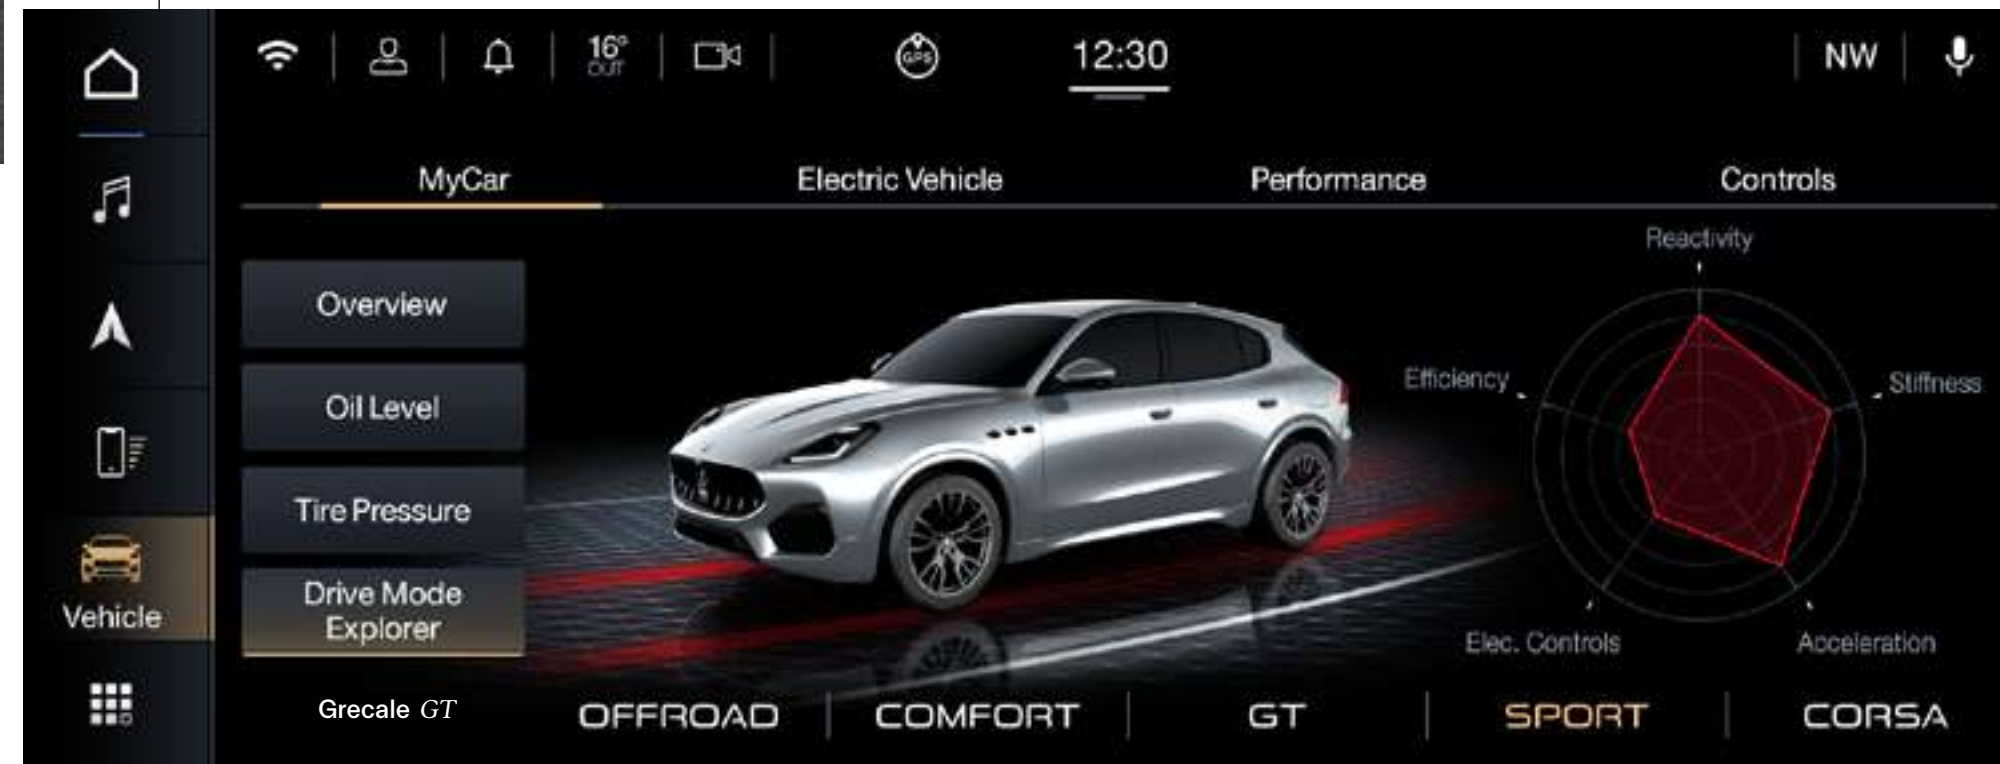 16°
OUT
GPS
12:30
NW
MyCar
Electric Vehicle
Performance
Controls
Overview
Oil Level
Tire Pressure
Drive Mode
Explorer
Vehicle
Reactivity
Efficiency
Stiffness
Elec. Controls
Acceleration
Grecale GT
OFFROAD
COMFORT
GT
SPORT
CORSA